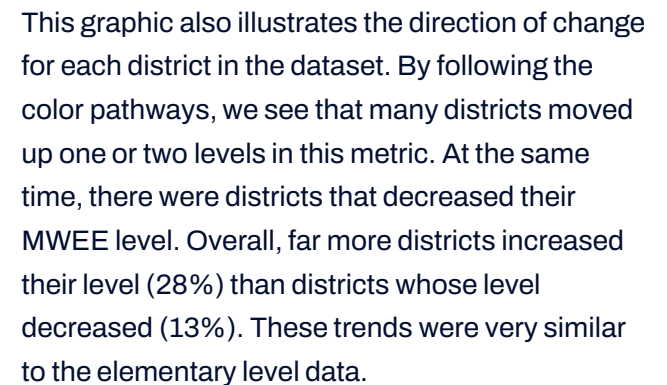 This graphic also illustrates the direction of change
for each district in the dataset. By following the
color pathways, we see that many districts moved
up one or two levels in this metric. At the same
time, there were districts that decreased their
MWEE level. Overall, far more districts increased
their level (28%) than districts whose level
decreased (13%). These trends were very similar
to the elementary level data.